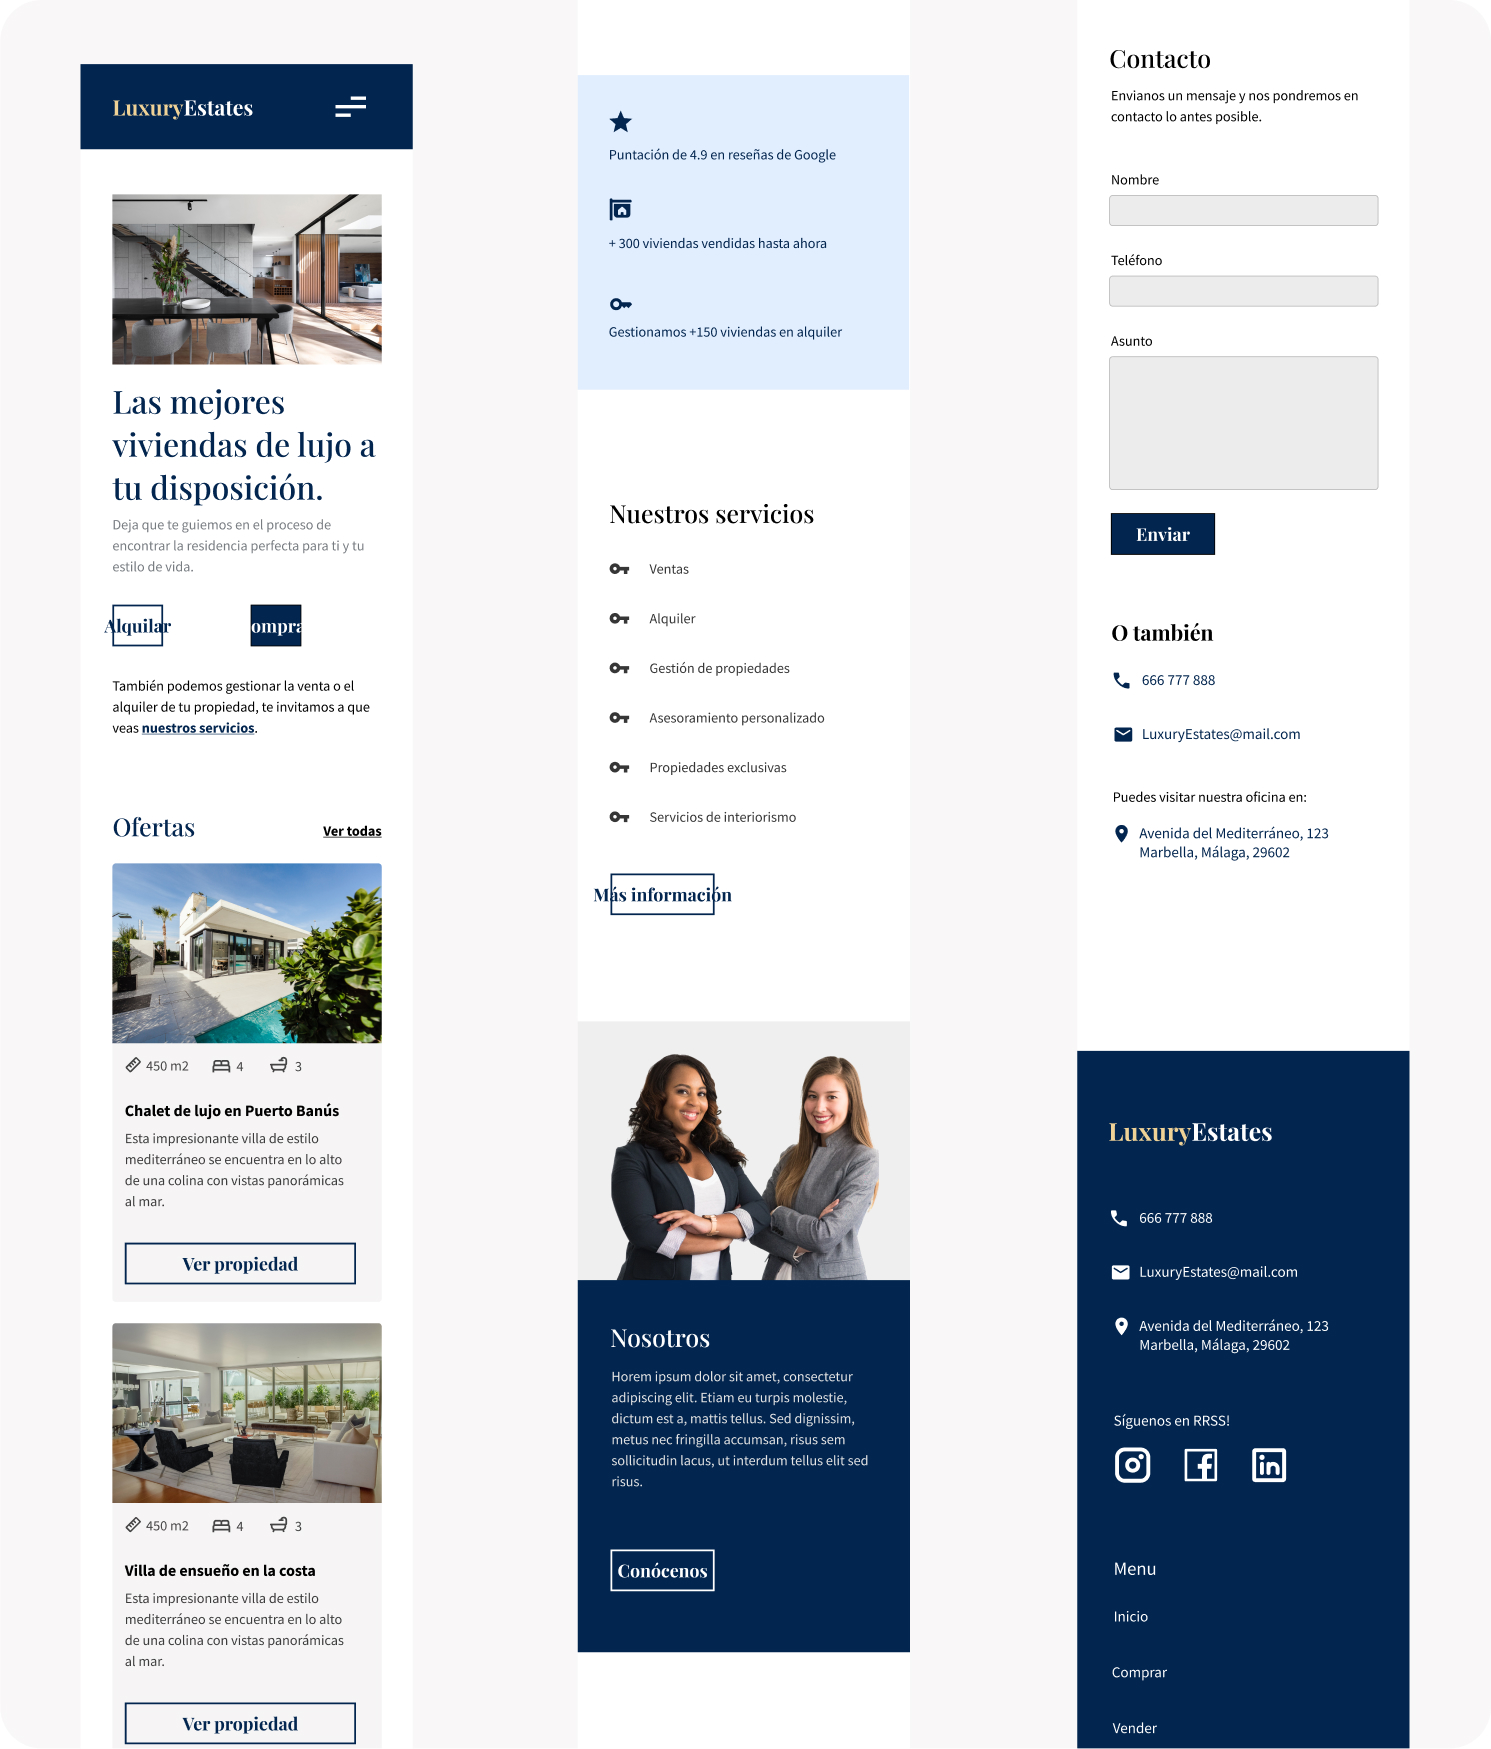 LuxuryEstates
Las mejores
viviendas de lujo a
tu disposición.
Deja que te guiemos en el proceso de
encontrar la residencia perfecta para ti y tu
estilo de vida.
Alquilar
ompra
También podemos gestionar la venta o el
alquiler de tu propiedad, te invitamos a que
veas nuestros servicios.
Ofertas
Ver todas
450 m2 4 3
Chalet de lujo en Puerto Banús
Esta impresionante villa de estilo
mediterráneo se encuentra en lo alto
de una colina con vistas panorámicas
al mar.
Ver propiedad
450 m2 4 3
Villa de ensueño en la costa
Esta impresionante villa de estilo
mediterráneo se encuentra en lo alto
de una colina con vistas panorámicas
al mar.
Ver propiedad
Puntación de 4.9 en reseñas de Google
+ 300 viviendas vendidas hasta ahora
Gestionamos +150 viviendas en alquiler
Nuestros servicios
Ventas
Alquiler
Gestión de propiedades
Asesoramiento personalizado
Propiedades exclusivas
Servicios de interiorismo
Más información
Nosotros
Horem ipsum dolor sit amet, consectetur
adipiscing elit. Etiam eu turpis molestie,
dictum est a, mattis tellus. Sed dignissim,
metus nec fringilla accumsan, risus sem
sollicitudin lacus, ut interdum tellus elit sed
risus.
Conócenos
Contacto
Envianos un mensaje y nos pondremos en
contacto lo antes posible.
Nombre
Teléfono
Asunto
Enviar
O también
666 777 888
LuxuryEstates@mail.com
Puedes visitar nuestra oficina en:
Avenida del Mediterráneo, 123
Marbella, Málaga, 29602
LuxuryEstates
666 777 888
LuxuryEstates@mail.com
Avenida del Mediterráneo, 123
Marbella, Málaga, 29602
Síguenos en RRSS!
Menu
Inicio
Comprar
Vender